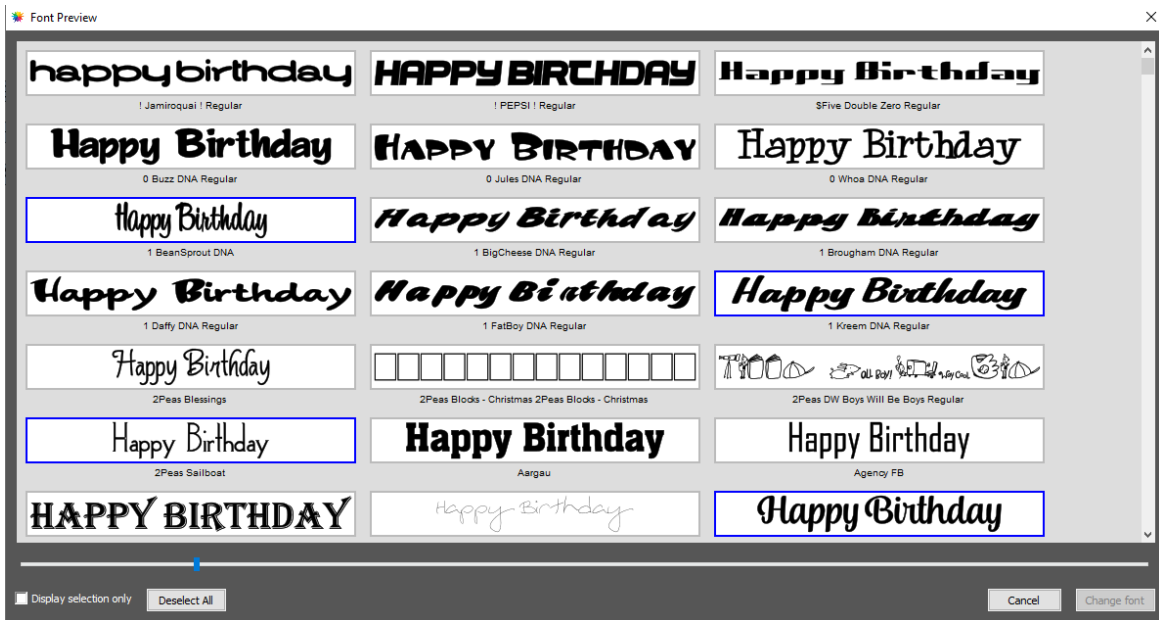 Font Preview
happy birthday HAPPY BIRTHDAY Happy Birthday
! Jamiroquai ! Regular ! PEPSI ! Regular $Five Double Zero Regular
Happy Birthday Happy Birthday Happy Birthday
0 Buzz DNA Regular 0 Jules DNA Regular 0 Whoa DNA Regular
Happy Birthday Happy Birthday Happy Birthday
1 BeanSprout DNA 1 BigCheese DNA Regular 1 Brougham DNA Regular
Happy Birthday Happy Birthday Happy Birthday
1 Daffy DNA Regular 1 FatBoy DNA Regular 1 Kreem DNA Regular
Happy Birthday
2Peas Blessings 2Peas Blocks - Christmas 2Peas Blocks - Christmas 2Peas DW Boys Will Be Boys Regular
Happy Birthday Happy Birthday Happy Birthday
2Peas Sailboat Aargau Agency FB
HAPPY BIRTHDAY Happy Birthday Happy Birthday
Display selection only Deselect All Cancel Change font